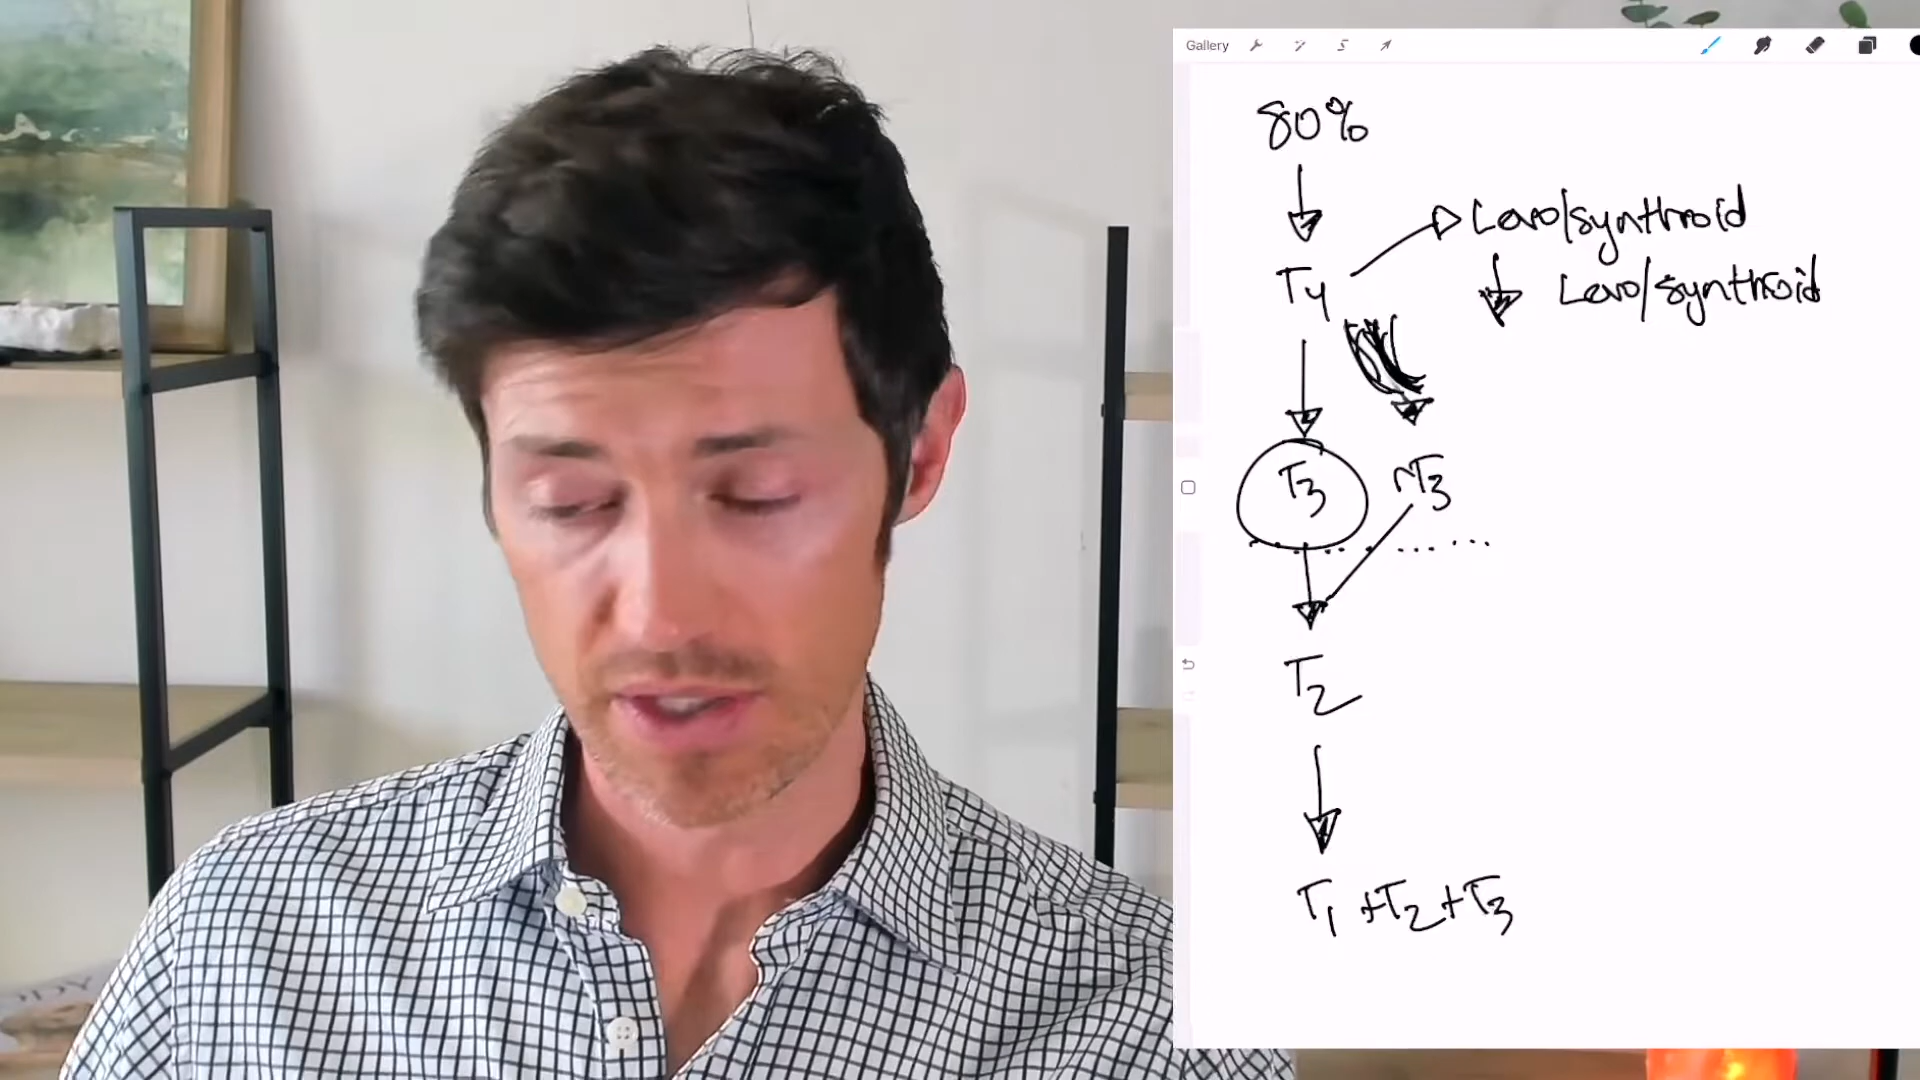 Gallery
80%
Levo/synthroid
T4
Levo/synthroid
T3 rT3
T2
T1 + T2 + T3